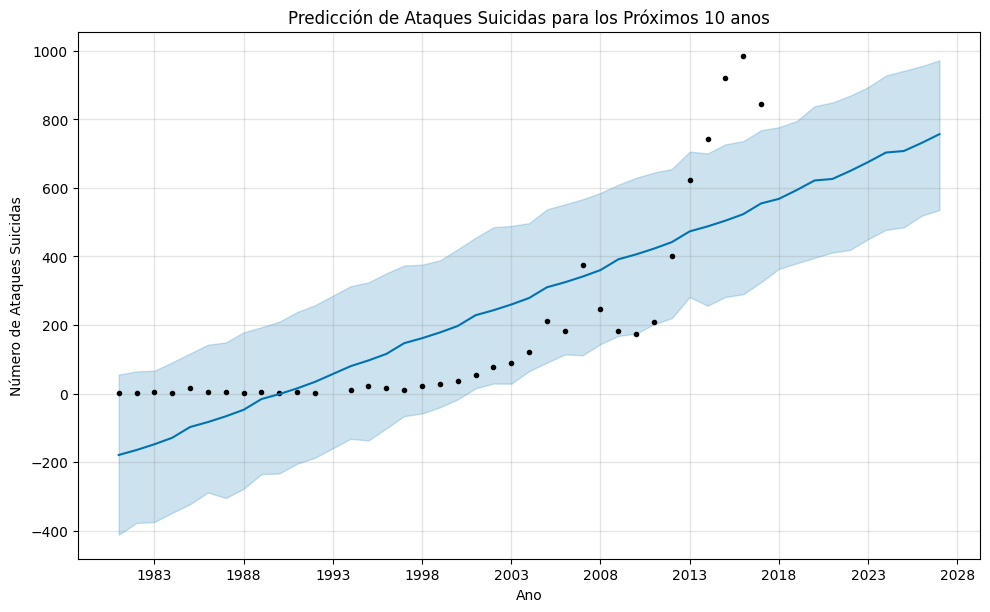 Predicción de Ataques Suicidas para los Próximos 10 anos
Número de Ataques Suicidas
1000
800
600
400
200
0
−200
−400
1983 1988 1993 1998 2003 2008 2013 2018 2023 2028
Ano